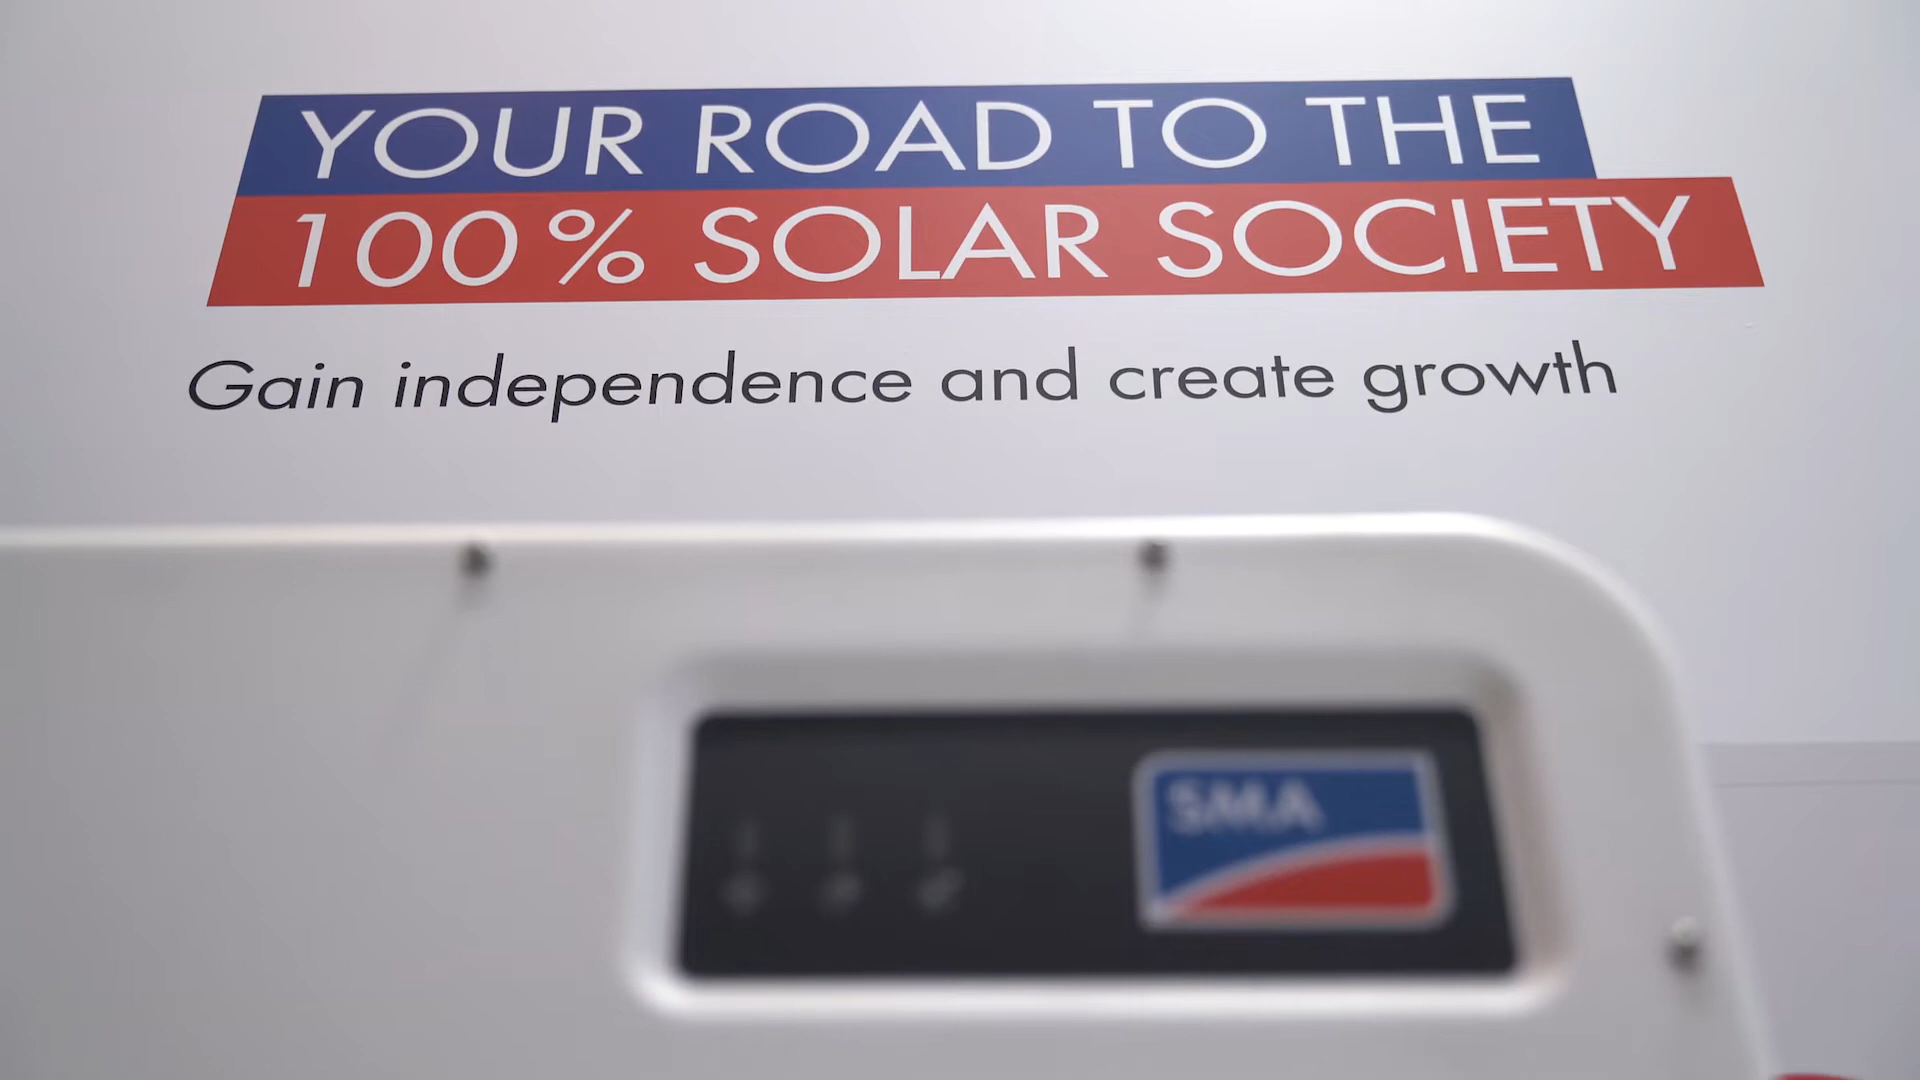 YOUR ROAD TO THE
100% SOLAR SOCIETY
Gain independence and create growth
SMA